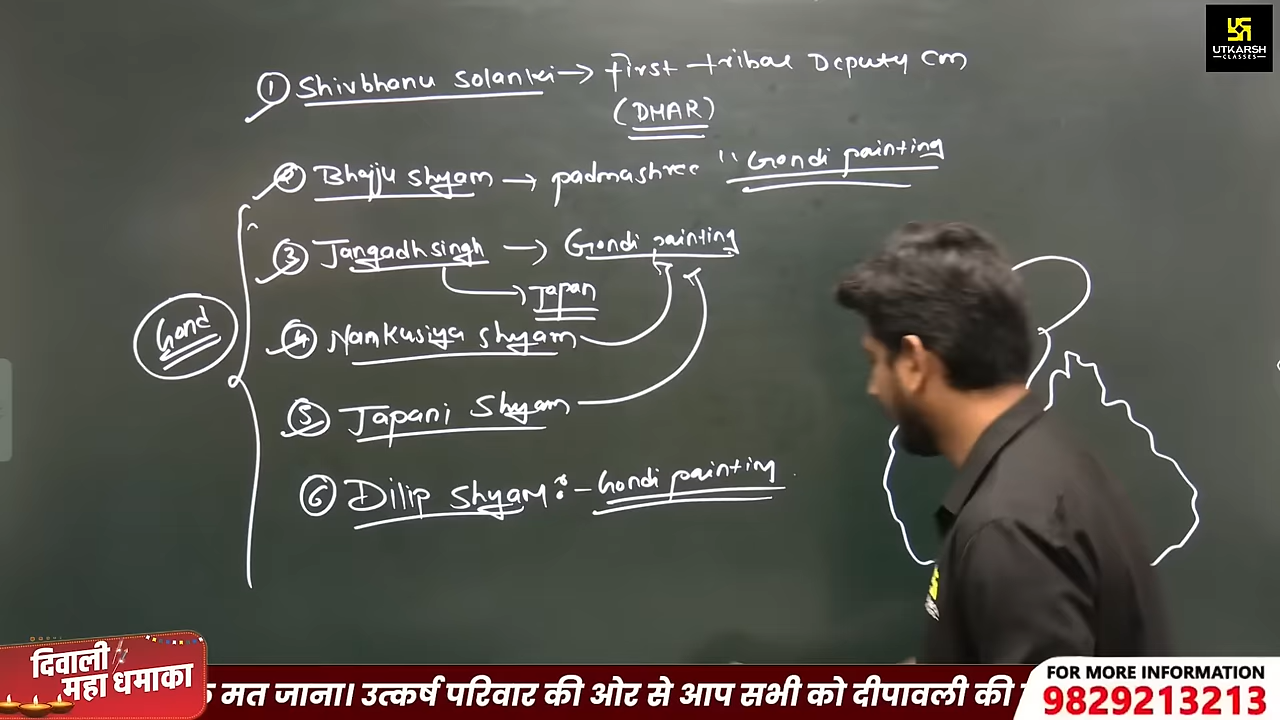 UTKARSH
CLASSES
① Shivbhanu Solanki → first tribal Deputy cm
(DHAR)
② Bhajju Shyam → padmashree "Gondi painting
③ Jangadh singh → Gondi painting
→ Japan
④ Nankusiya Shyam
Gond
⑤ Japani Shyam
⑥ Dilip Shyam :- Gondi painting
दिवाली
महा धमाका
मत जाना। उत्कर्ष परिवार की ओर से आप सभी को दीपावली की
FOR MORE INFORMATION
9829213213